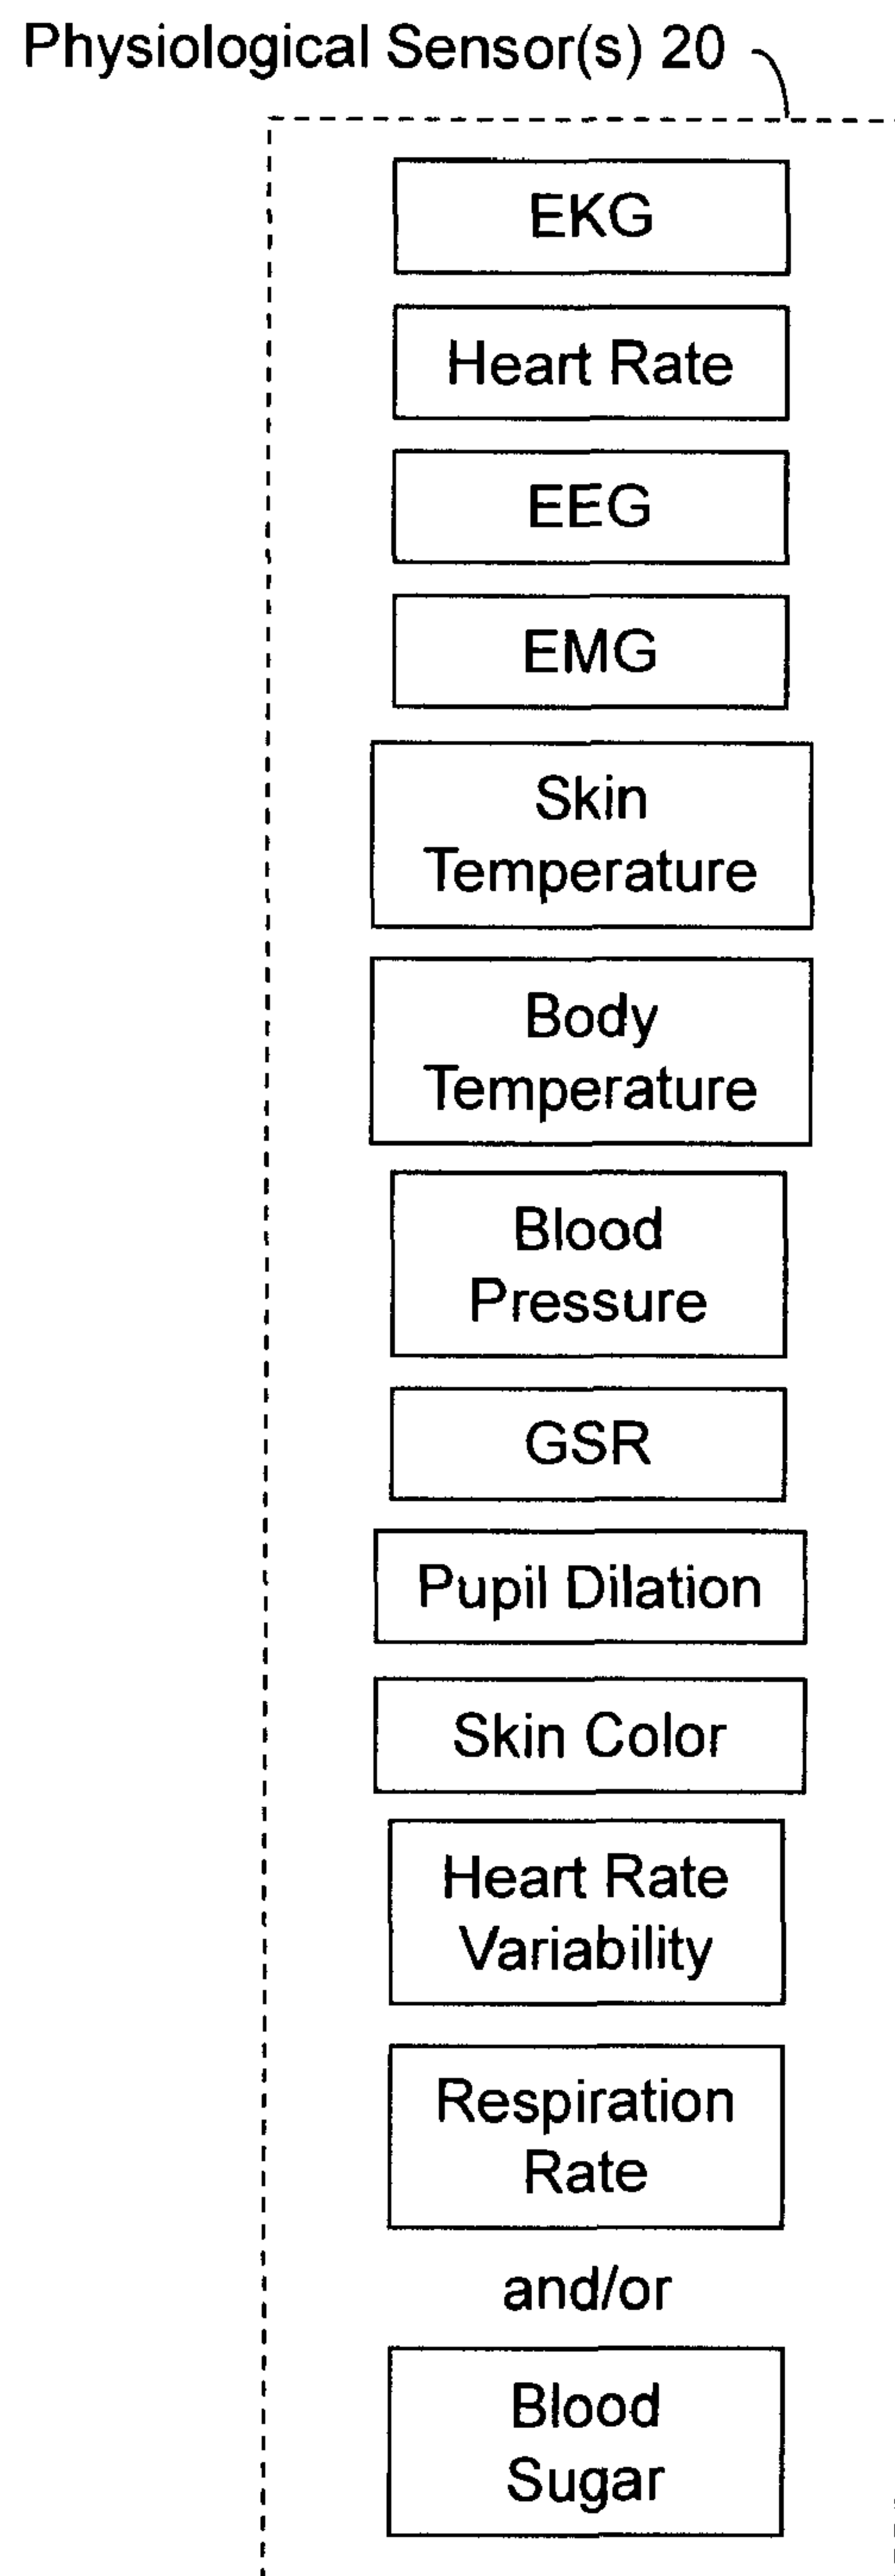 Physiological Sensor(s) 20
EKG
Heart Rate
EEG
EMG
Skin
Temperature
Body
Temperature
Blood
Pressure
GSR
Pupil Dilation
Skin Color
Heart Rate
Variability
Respiration
Rate
and/or
Blood
Sugar